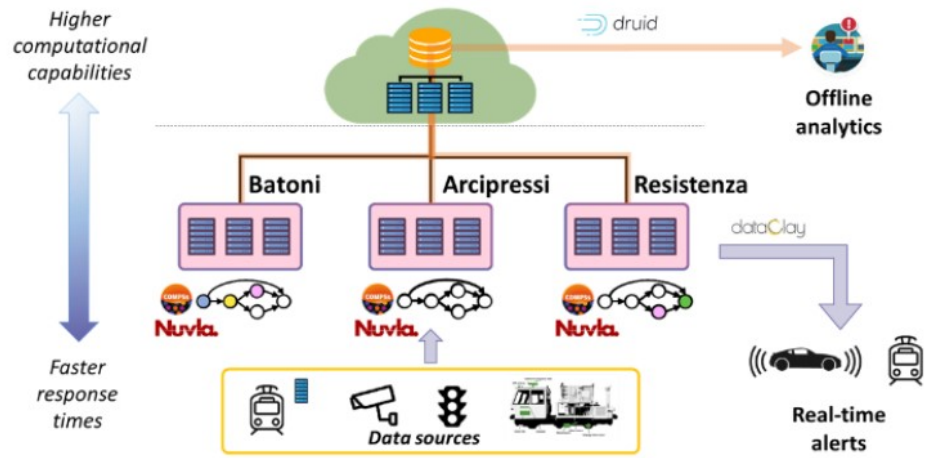 Higher
computational
capabilities
druid
Offline
analytics
Batoni
Arcipressi
Resistenza
dataClay
COMPSs
Nuvla.
COMPSs
Nuvla.
COMPSs
Nuvla.
Faster
response
times
Data sources
Real-time
alerts